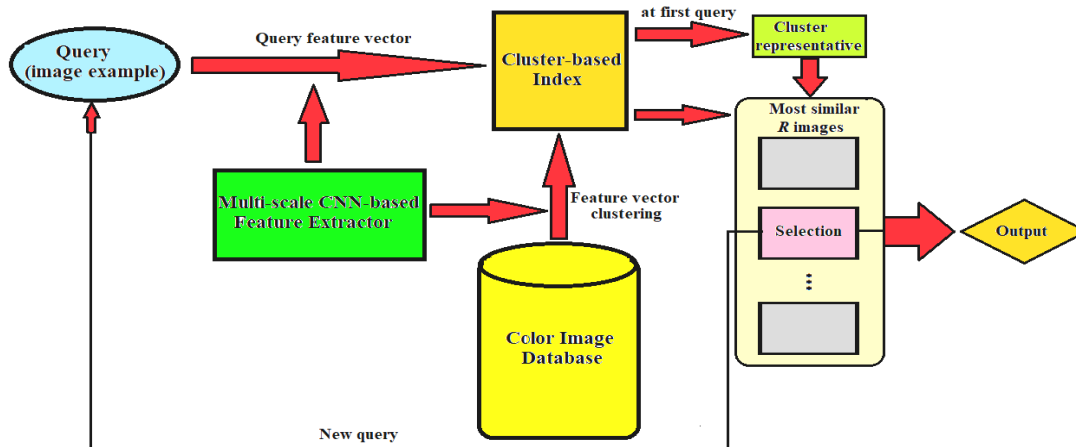 Query
(image example)
Query feature vector
Cluster-based
Index
at first query
Cluster
representative
Most similar
R images
Multi-scale CNN-based
Feature Extractor
Feature vector
clustering
Selection
...
Output
Color Image
Database
New query